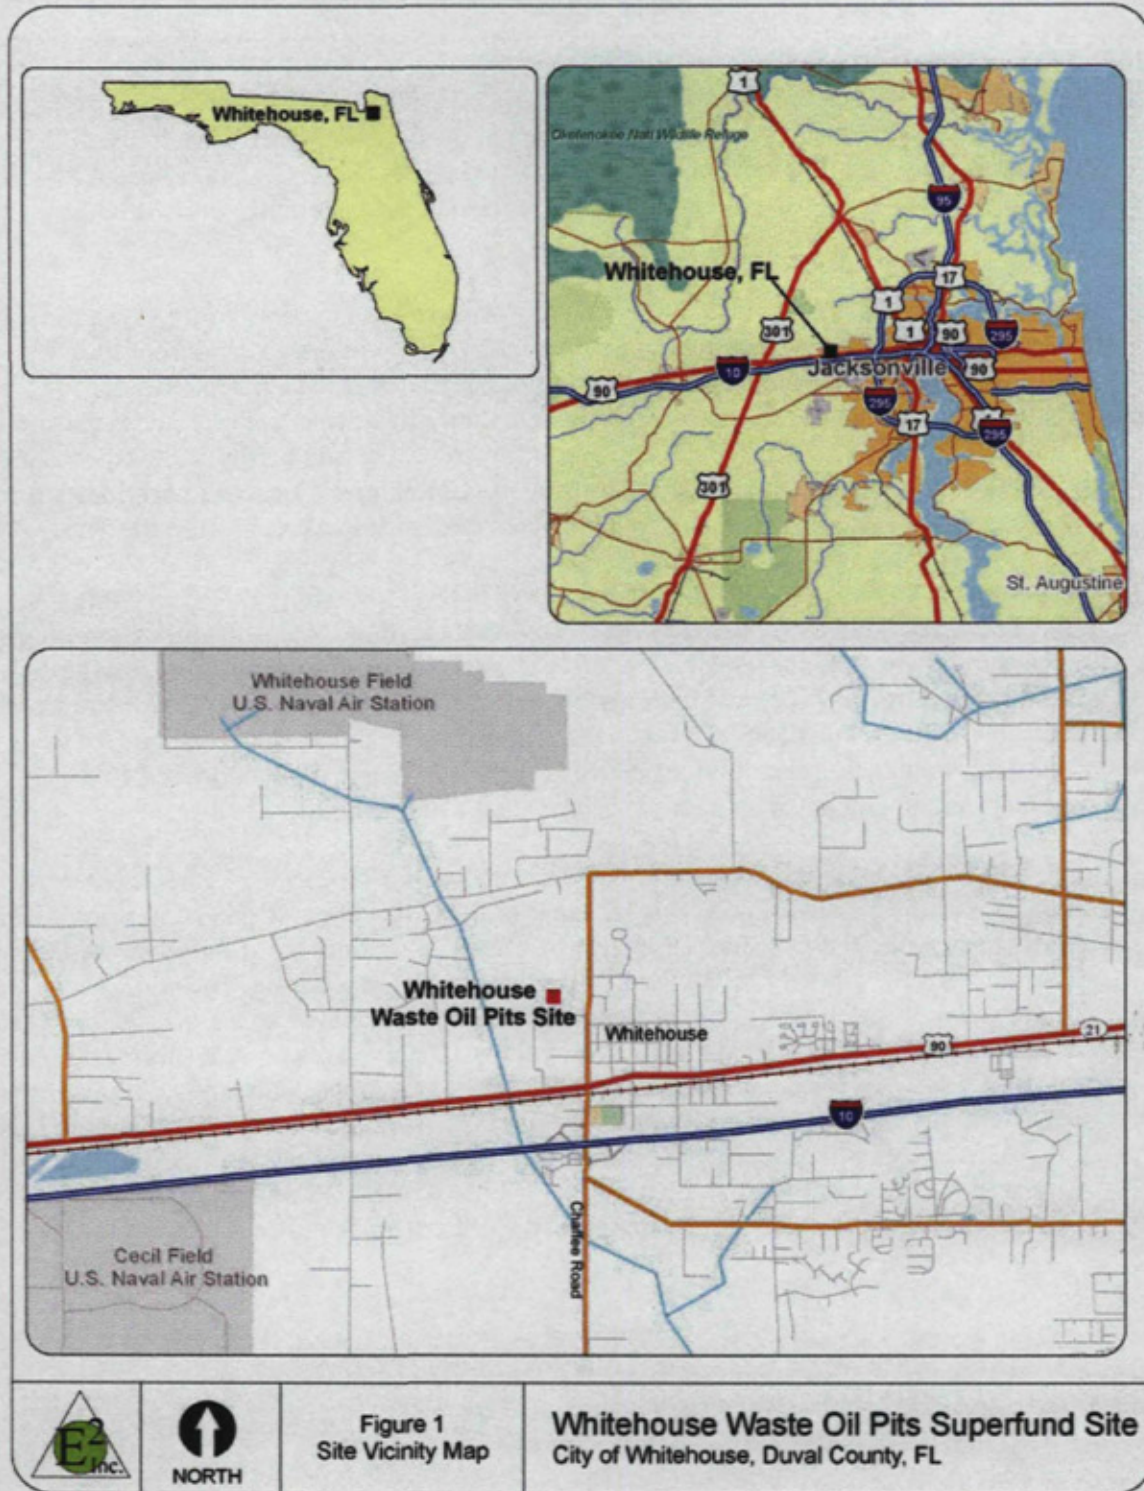 Whitehouse, FL
1
Okefenokee Natl Wildlife Refuge
95
Whitehouse, FL
17
1
301
1
90
295
Jacksonville
90
10
90
295
17
295
301
St. Augustine
Whitehouse Field
U.S. Naval Air Station
Whitehouse
Waste Oil Pits Site
Whitehouse
90
21
10
Chaffee Road
Cecil Field
U.S. Naval Air Station
E2
Inc.
NORTH
Figure 1
Site Vicinity Map
Whitehouse Waste Oil Pits Superfund Site
City of Whitehouse, Duval County, FL